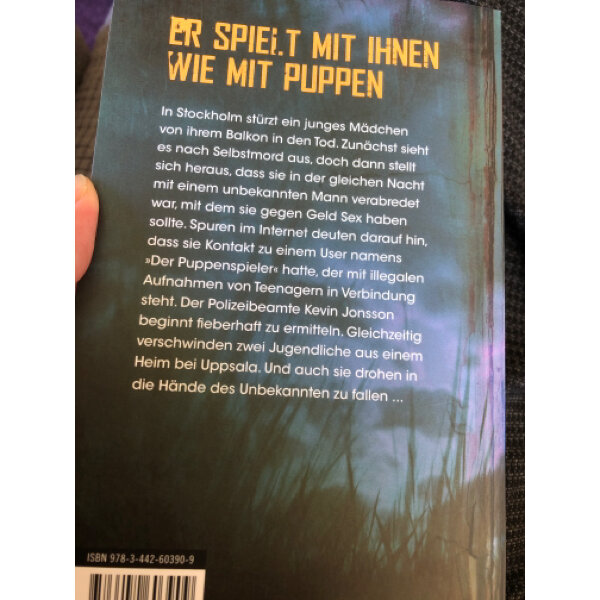 ER SPIELT MIT IHNEN
WIE MIT PUPPEN
In Stockholm stürzt ein junges Mädchen
von ihrem Balkon in den Tod. Zunächst sieht
es nach Selbstmord aus, doch dann stellt
sich heraus, dass sie in der gleichen Nacht
mit einem unbekannten Mann verabredet
war, mit dem sie gegen Geld Sex haben
sollte. Spuren im Internet deuten darauf hin,
dass sie Kontakt zu einem User namens
»Der Puppenspieler« hatte, der mit illegalen
Aufnahmen von Teenagern in Verbindung
steht. Der Polizeibeamte Kevin Jonsson
beginnt fieberhaft zu ermitteln. Gleichzeitig
verschwinden zwei Jugendliche aus einem
Heim bei Uppsala. Und auch sie drohen in
die Hände des Unbekannten zu fallen ...
ISBN 978-3-442-60390-9